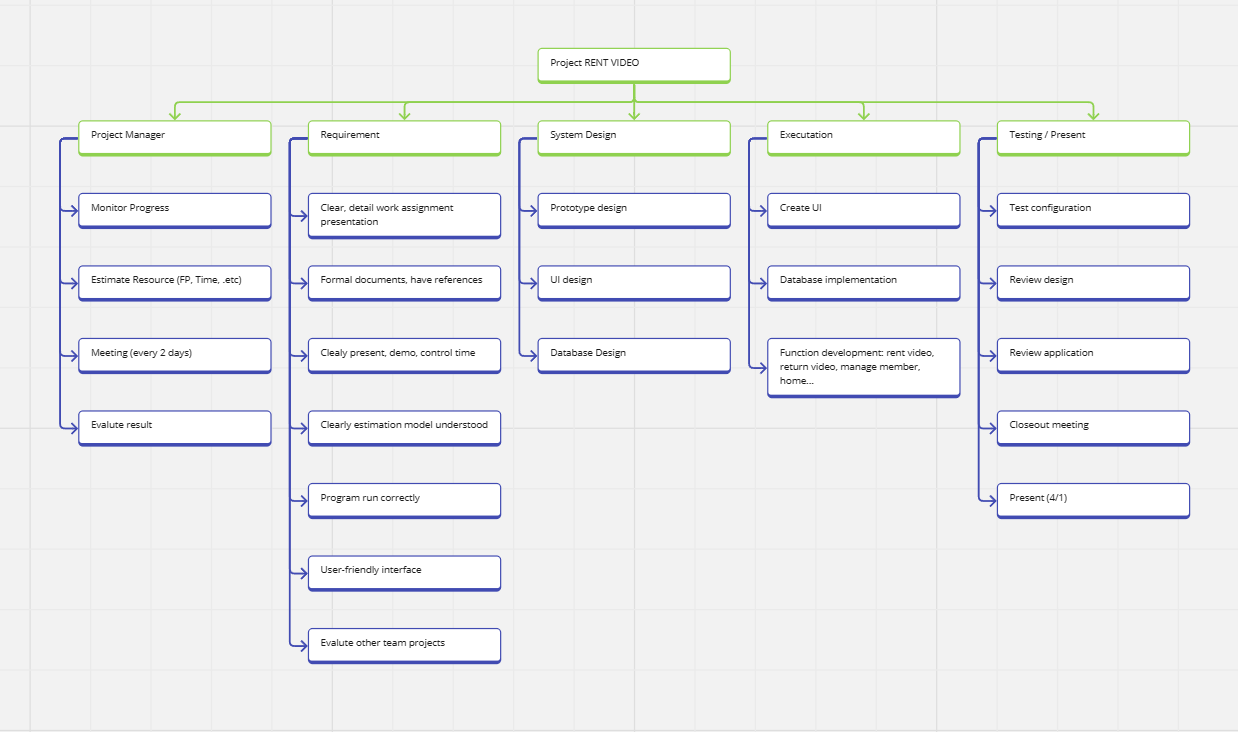 Project RENT VIDEO
Project Manager
Monitor Progress
Estimate Resource (FP, Time, .etc)
Meeting (every 2 days)
Evalute result
Requirement
Clear, detail work assignment
presentation
Formal documents, have references
Clealy present, demo, control time
Clearly estimation model understood
Program run correctly
User-friendly interface
Evalute other team projects
System Design
Prototype design
UI design
Database Design
Executation
Create UI
Database implementation
Function development: rent video,
return video, manage member,
home...
Testing / Present
Test configuration
Review design
Review application
Closeout meeting
Present (4/1)